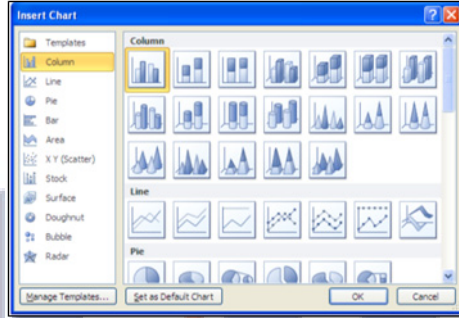 Insert Chart
Templates
Column
Line
Pie
Bar
Area
X Y (Scatter)
Stock
Surface
Doughnut
Bubble
Radar
Column
Line
Pie
Manage Templates...
Set as Default Chart
OK
Cancel